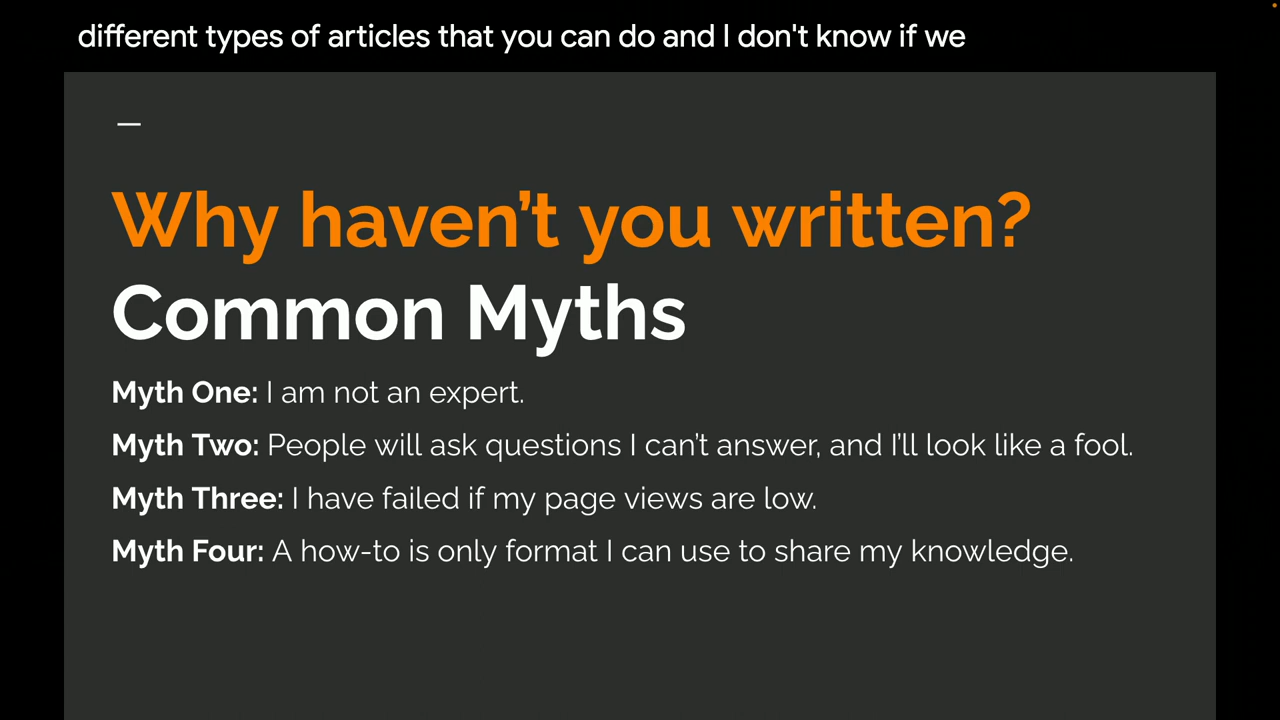 different types of articles that you can do and I don't know if we
Why haven’t you written?
Common Myths
Myth One: I am not an expert.
Myth Two: People will ask questions I can’t answer, and I’ll look like a fool.
Myth Three: I have failed if my page views are low.
Myth Four: A how-to is only format I can use to share my knowledge.